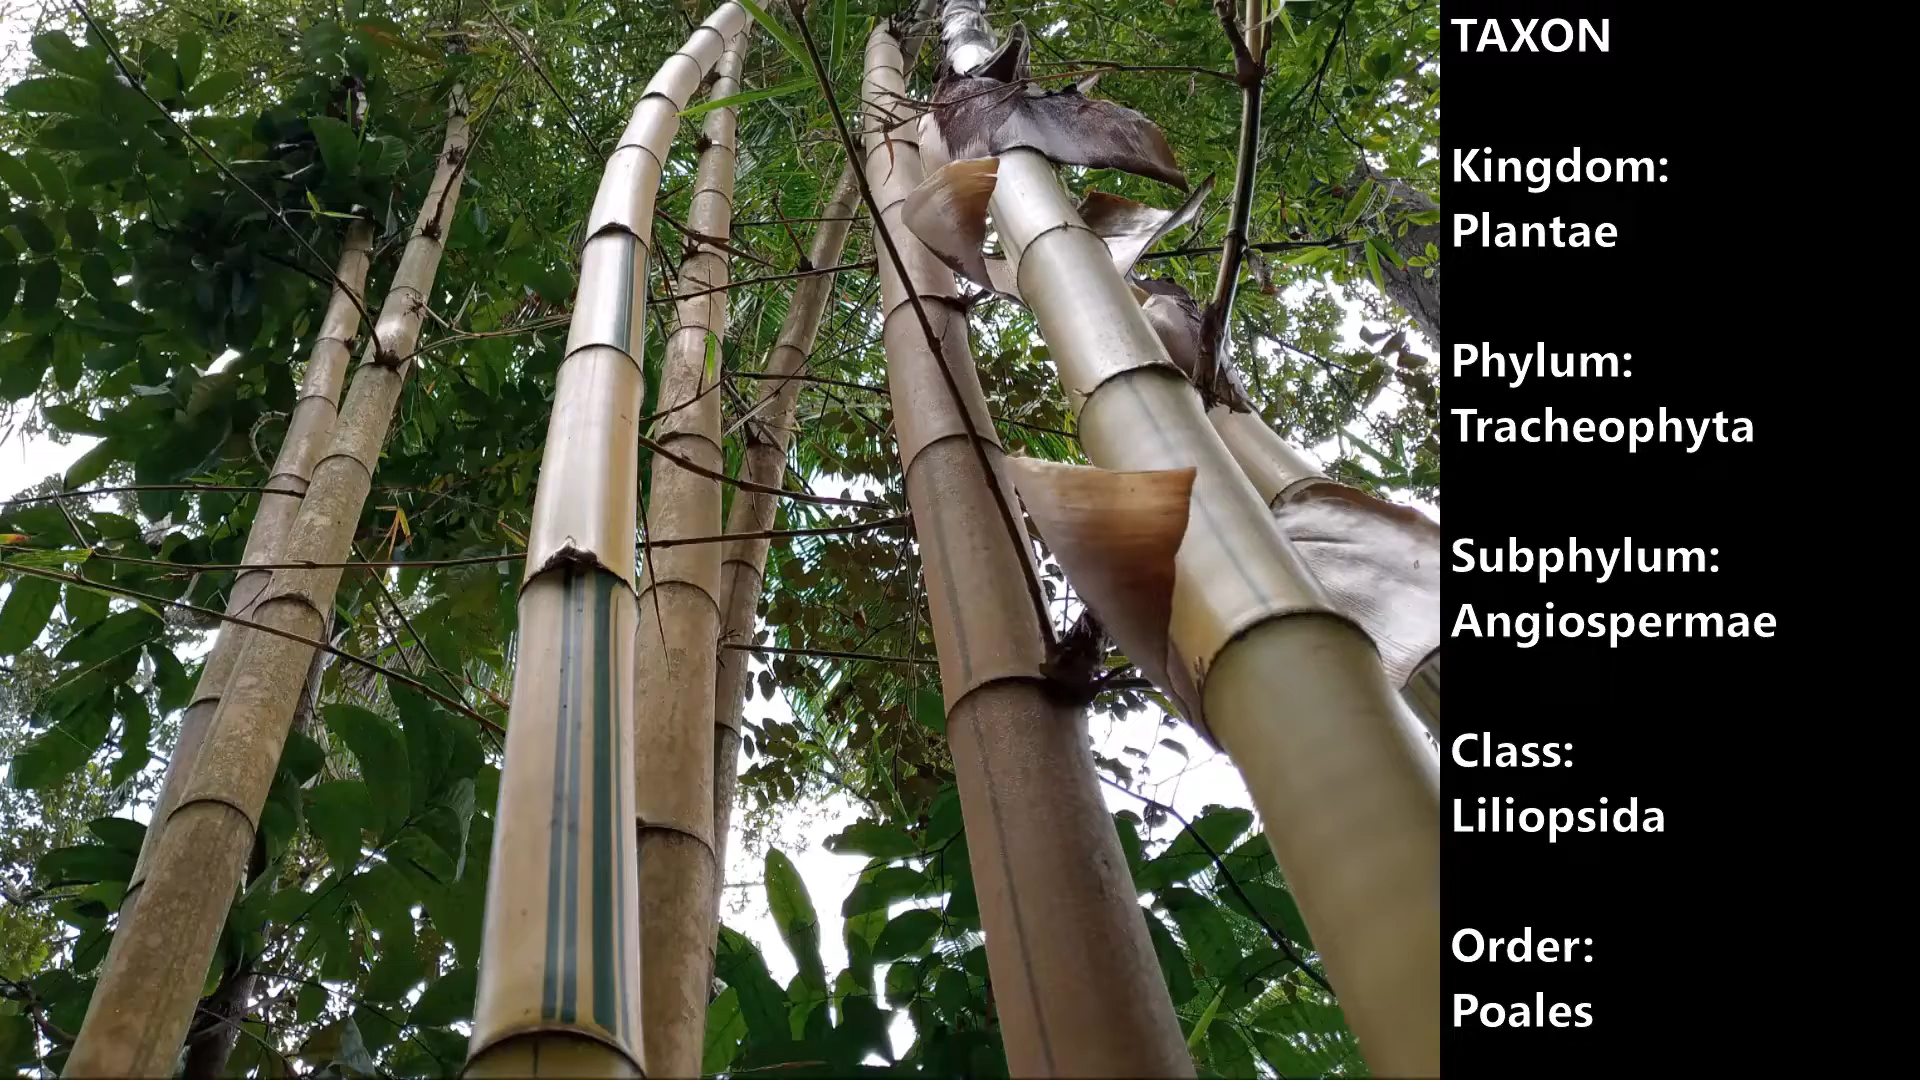 TAXON
Kingdom:
Plantae
Phylum:
Tracheophyta
Subphylum:
Angiospermae
Class:
Liliopsida
Order:
Poales